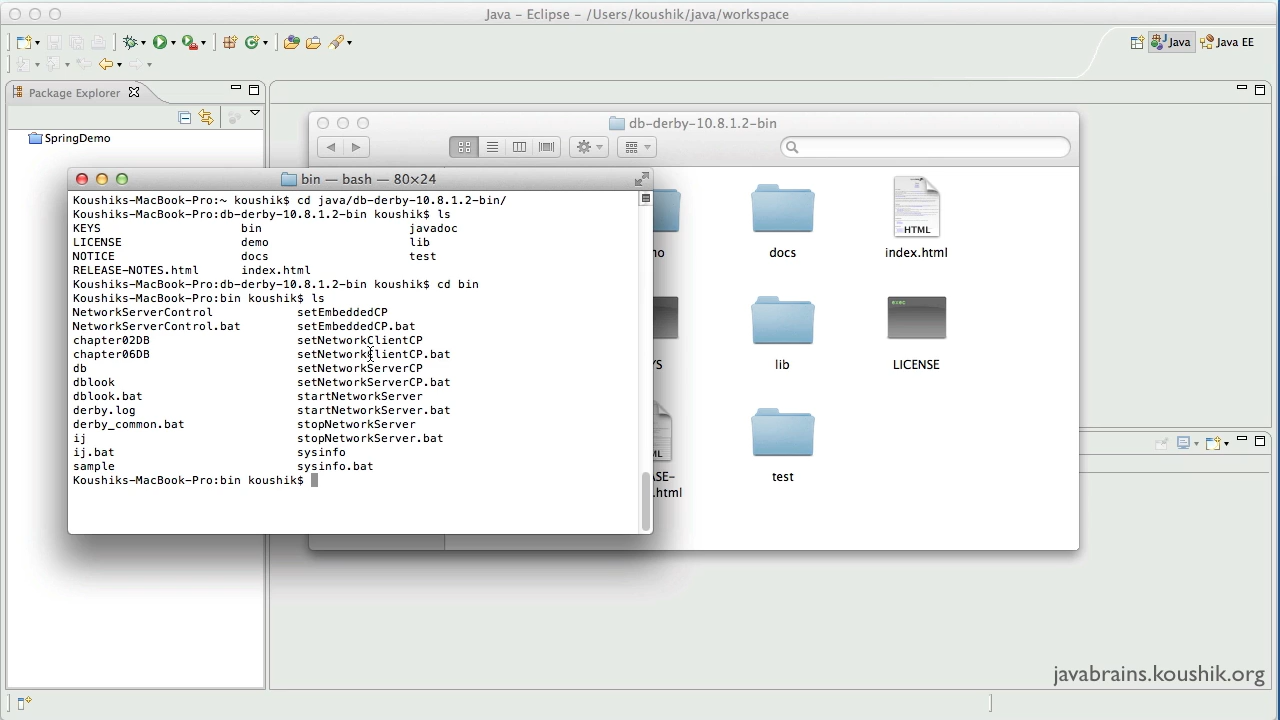 Java - Eclipse - /Users/koushik/java/workspace
Java
Java EE
Package Explorer
SpringDemo
db-derby-10.8.1.2-bin
bin — bash — 80×24
Koushiks-MacBook-Pro:~ koushik$ cd java/db-derby-10.8.1.2-bin/
Koushiks-MacBook-Pro:db-derby-10.8.1.2-bin koushik$ ls
KEYS bin javadoc
LICENSE demo lib
NOTICE docs test
RELEASE-NOTES.html index.html
Koushiks-MacBook-Pro:db-derby-10.8.1.2-bin koushik$ cd bin
Koushiks-MacBook-Pro:bin koushik$ ls
NetworkServerControl setEmbeddedCP
NetworkServerControl.bat setEmbeddedCP.bat
chapter02DB setNetworkClientCP
chapter06DB setNetworkClientCP.bat
db setNetworkServerCP
dblook setNetworkServerCP.bat
dblook.bat startNetworkServer
derby.log startNetworkServer.bat
derby_common.bat stopNetworkServer
ij stopNetworkServer.bat
ij.bat sysinfo
sample sysinfo.bat
Koushiks-MacBook-Pro:bin koushik$
HTML
mo
docs
index.html
exec
YS
lib
LICENSE
ML
ASE-
.html
test
javabrains.koushik.org